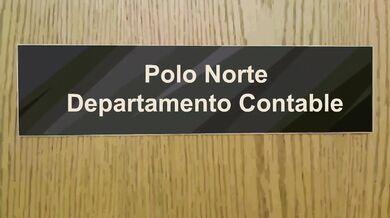 Polo Norte
Departamento Contable